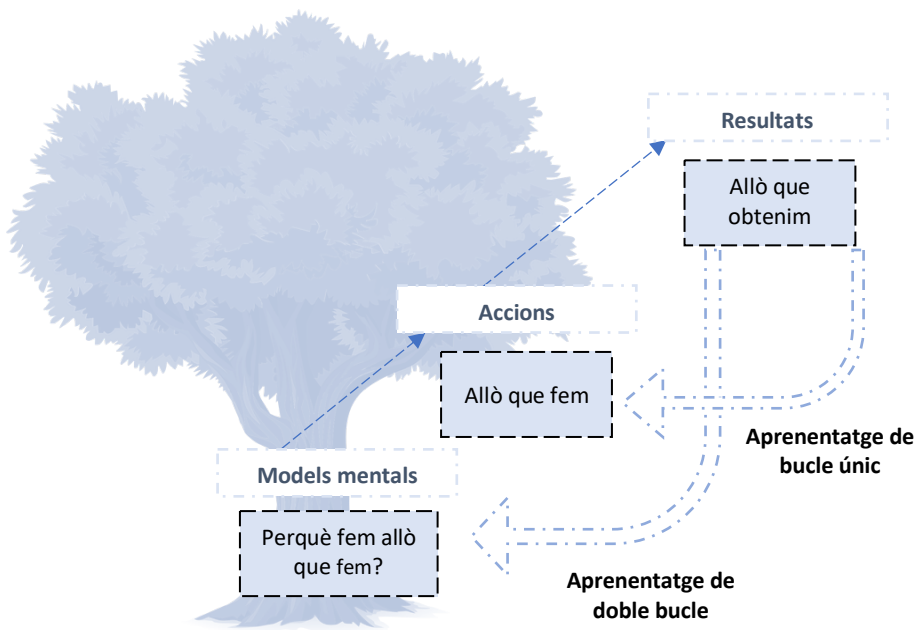 Resultats
Allò que
obtenim
Accions
Allò que fem
Aprenentatge de
bucle únic
Models mentals
Perquè fem allò
que fem?
Aprenentatge de
doble bucle